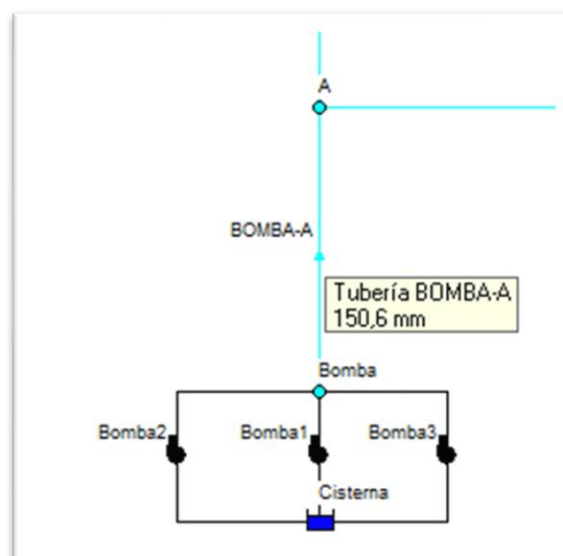 A
BOMBA-A
Tubería BOMBA-A
150,6 mm
Bomba
Bomba2
Bomba1
Bomba3
Cisterna